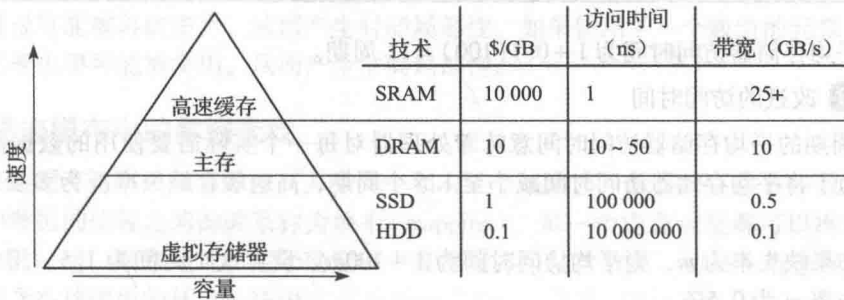 速度
高速缓存
主存
虚拟存储器
容量
技术 $/GB 访问时间（ns） 带宽（GB/s）
SRAM 10 000 1 25+
DRAM 10 10~50 10
SSD 1 100 000 0.5
HDD 0.1 10 000 000 0.1